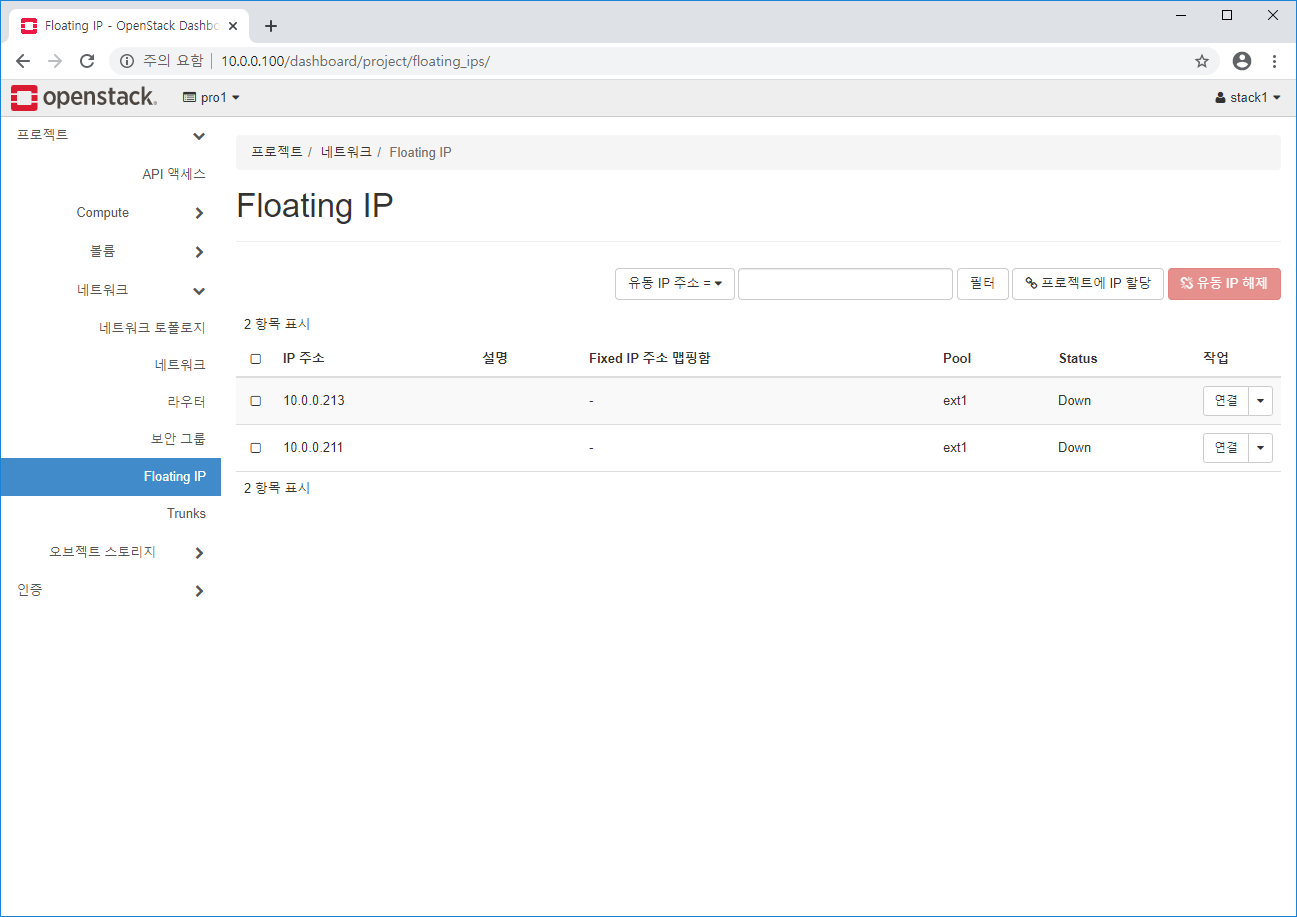 Floating IP - OpenStack Dashbo
주의 요함 10.0.0.100/dashboard/project/floating_ips/
openstack. pro1 stack1
프로젝트
API 액세스
Compute
볼륨
네트워크
네트워크 토폴로지
네트워크
라우터
보안 그룹
Floating IP
Trunks
오브젝트 스토리지
인증
프로젝트 / 네트워크 / Floating IP
Floating IP
유동 IP 주소 = 필터 프로젝트에 IP 할당 유동 IP 해제
2 항목 표시
IP 주소 설명 Fixed IP 주소 맵핑함 Pool Status 작업
10.0.0.213 - ext1 Down 연결
10.0.0.211 - ext1 Down 연결
2 항목 표시